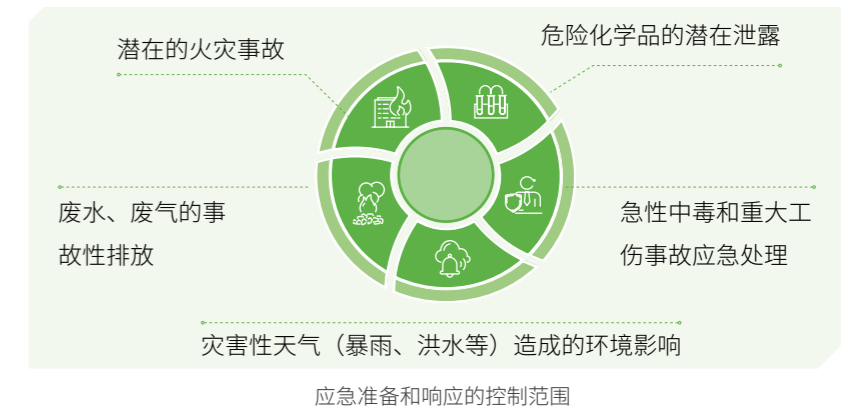 潜在的火灾事故
危险化学品的潜在泄露
废水、废气的事
故性排放
急性中毒和重大工
伤事故应急处理
灾害性天气（暴雨、洪水等）造成的环境影响
应急准备和响应的控制范围